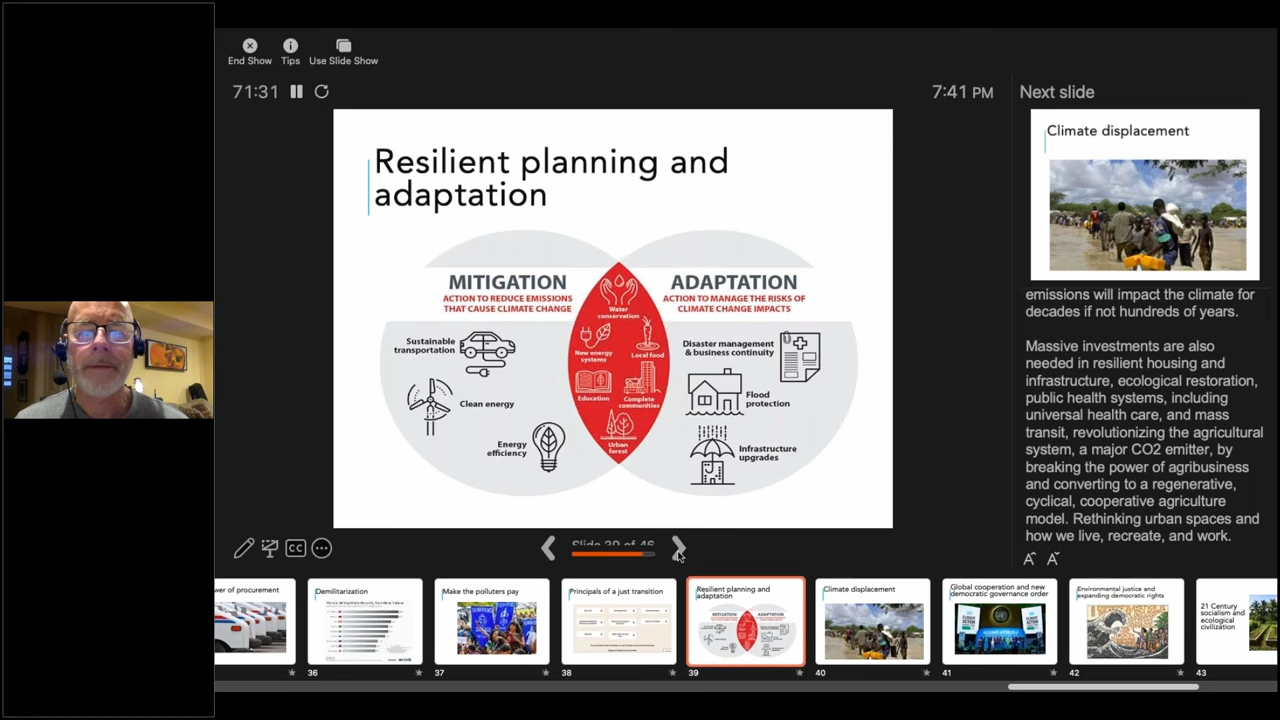 End Show
Tips
Use Slide Show
71:31
7:41 PM
Next slide
Resilient planning and
adaptation
MITIGATION
ACTION TO REDUCE EMISSIONS
THAT CAUSE CLIMATE CHANGE
Sustainable
transportation
Clean energy
Energy
efficiency
Water
conservation
New energy
systems
Local food
Education
Complete
communities
Urban
forest
ADAPTATION
ACTION TO MANAGE THE RISKS OF
CLIMATE CHANGE IMPACTS
Disaster management
& business continuity
Flood
protection
Infrastructure
upgrades
Climate displacement
emissions will impact the climate for
decades if not hundreds of years.
Massive investments are also
needed in resilient housing and
infrastructure, ecological restoration,
public health systems, including
universal health care, and mass
transit, revolutionizing the agricultural
system, a major CO2 emitter, by
breaking the power of agribusiness
and converting to a regenerative,
cyclical, cooperative agriculture
model. Rethinking urban spaces and
how we live, recreate, and work.
CC
Slide 39 of 46
wer of procurement
Demilitarization
36
Make the polluters pay
37
Principals of a just transition
38
Resilient planning and
adaptation
MITIGATION
ADAPTATION
39
Climate displacement
40
Global cooperation and new
democratic governance order
41
Environmental justice and
expanding democratic rights
42
21 Century
socialism and
ecological
civilization
43